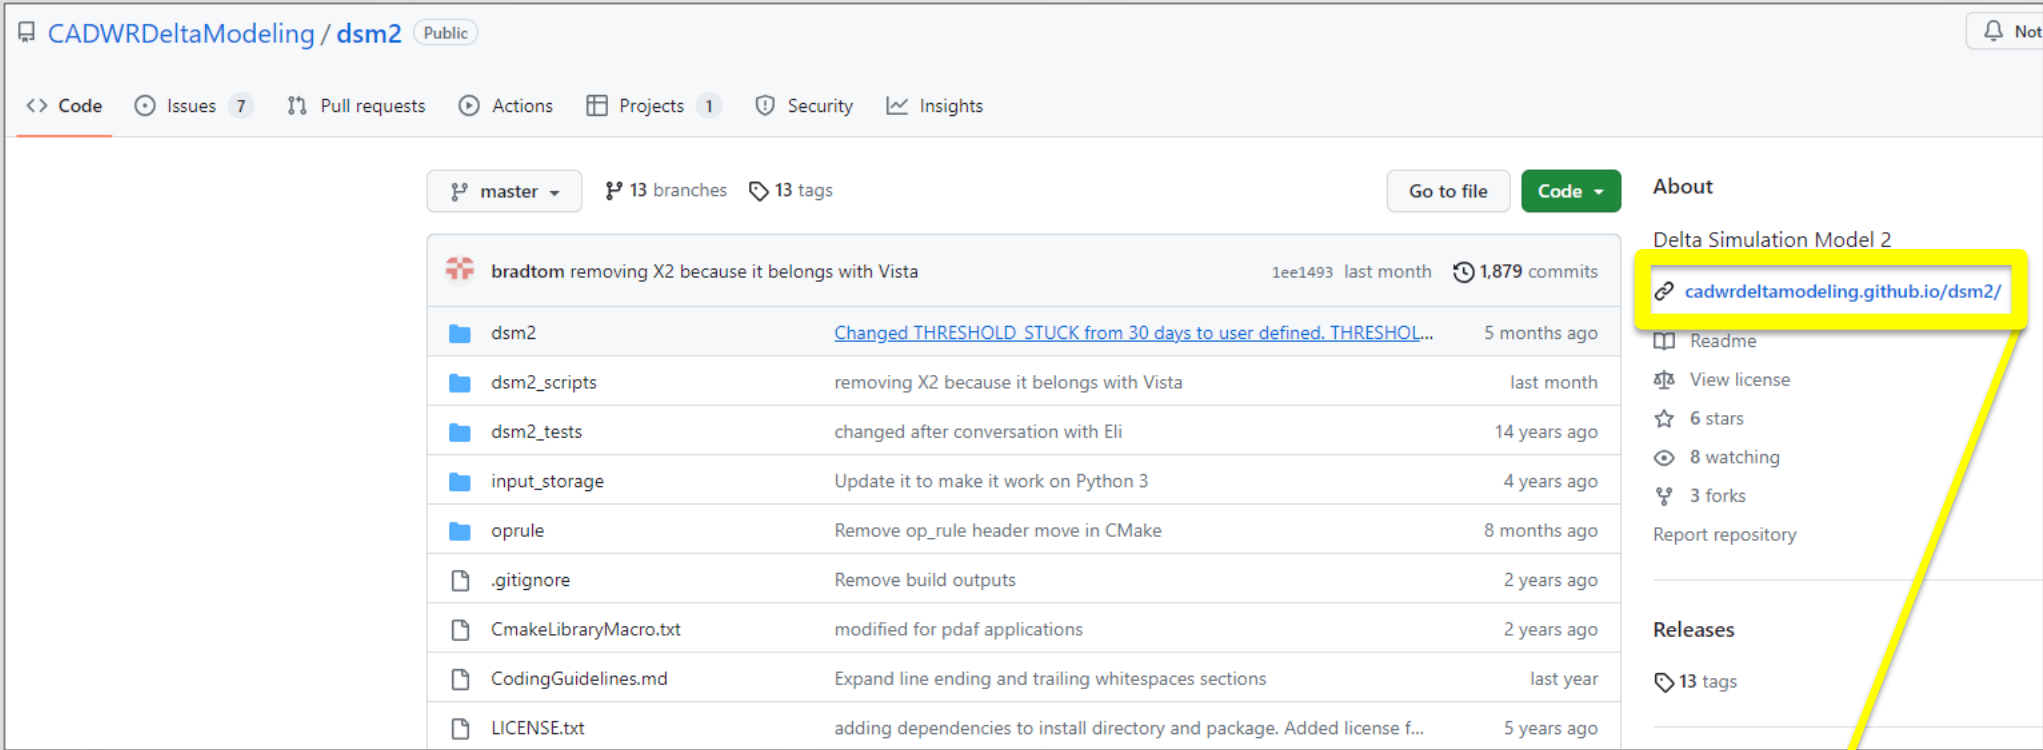 CADWRDeltaModeling / dsm2 Public
Not
Code Issues 7 Pull requests Actions Projects 1 Security Insights
master 13 branches 13 tags Go to file Code
About
Delta Simulation Model 2
cadwrdeltamodeling.github.io/dsm2/
Readme
View license
6 stars
8 watching
3 forks
Report repository
Releases
13 tags
bradtom removing X2 because it belongs with Vista 1ee1493 last month 1,879 commits
dsm2 Changed THRESHOLD_STUCK from 30 days to user defined. THRESHOL... 5 months ago
dsm2_scripts removing X2 because it belongs with Vista last month
dsm2_tests changed after conversation with Eli 14 years ago
input_storage Update it to make it work on Python 3 4 years ago
oprule Remove op_rule header move in CMake 8 months ago
.gitignore Remove build outputs 2 years ago
CmakeLibraryMacro.txt modified for pdaf applications 2 years ago
CodingGuidelines.md Expand line ending and trailing whitespaces sections last year
LICENSE.txt adding dependencies to install directory and package. Added license f... 5 years ago